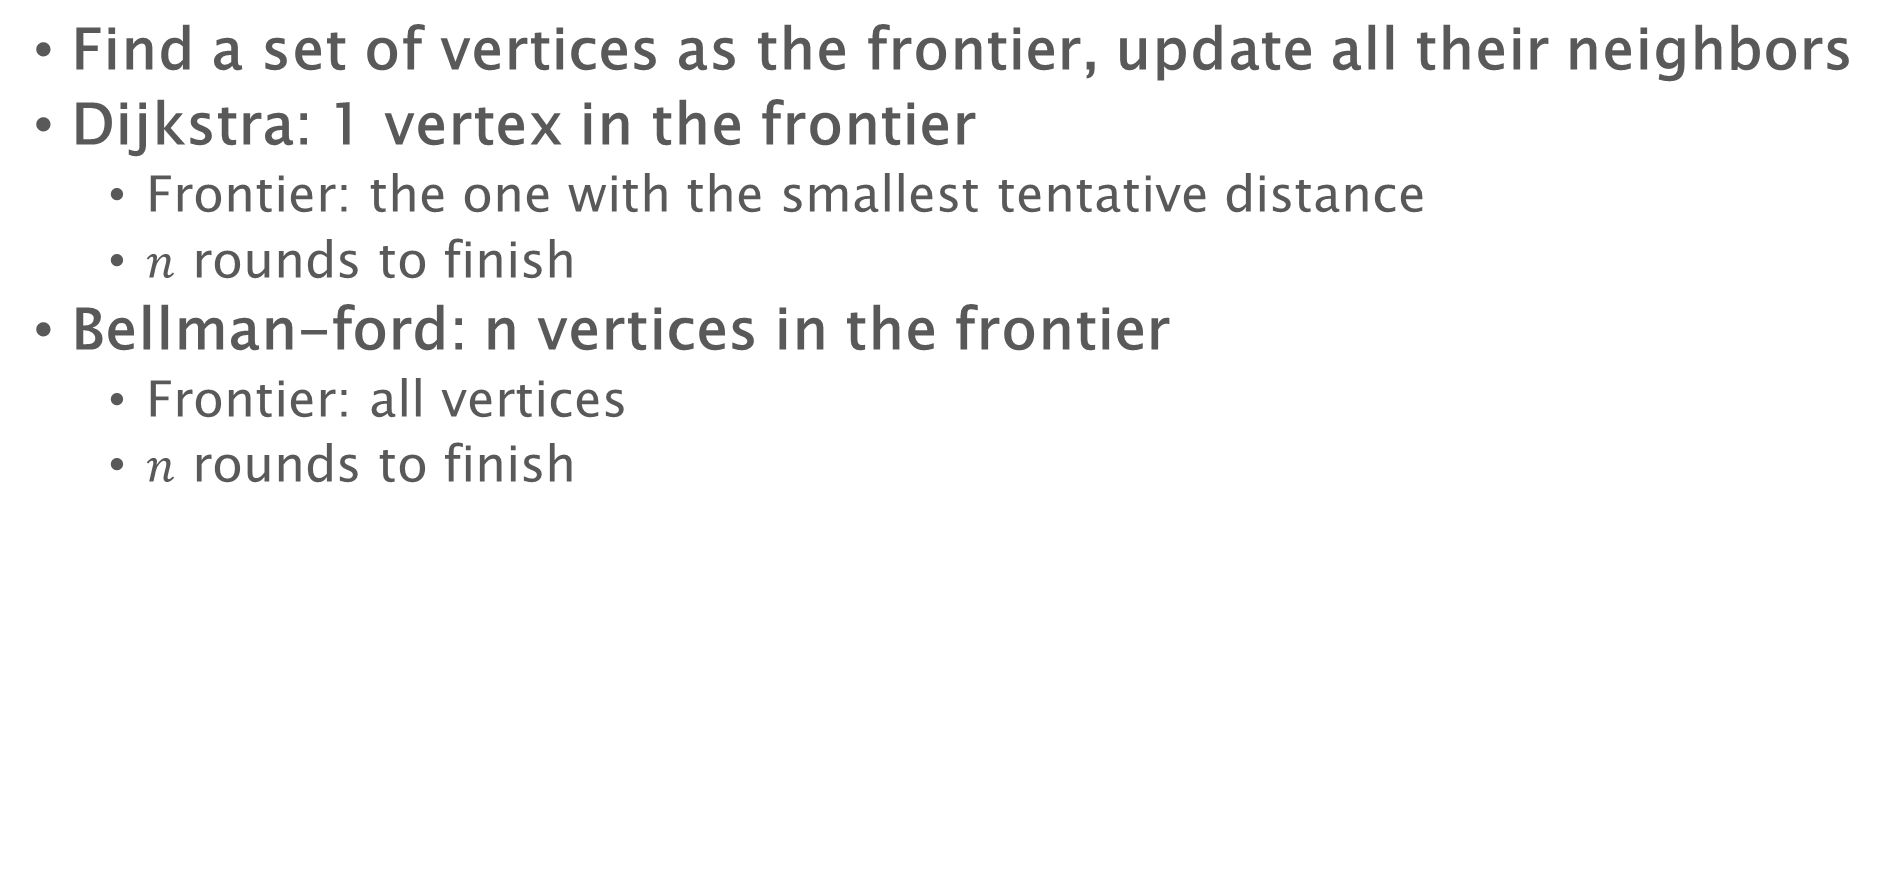 • Find a set of vertices as the frontier, update all their neighbors
• Dijkstra: 1 vertex in the frontier
• Frontier: the one with the smallest tentative distance
• n rounds to finish
• Bellman-ford: n vertices in the frontier
• Frontier: all vertices
• n rounds to finish